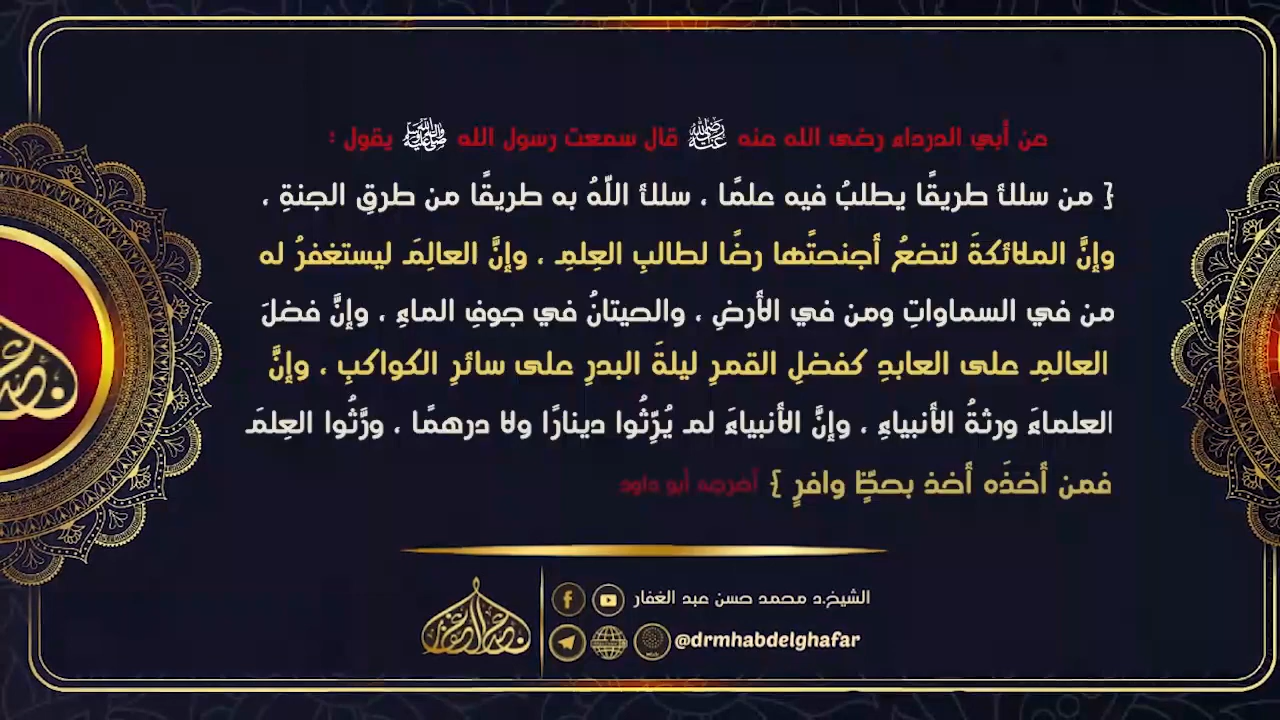 عن أبي الدرداء رضى الله عنه ﵁ قال سمعت رسول الله ﷺ يقول :
{ من سلك طريقًا يطلبُ فيه علمًا ، سلك اللّهُ به طريقًا من طرقِ الجنةِ ،
وإنَّ الملائكةَ لتضعُ أجنحتَها رضًا لطالبِ العِلمِ ، وإنَّ العالِمَ ليستغفرُ له
من في السماواتِ ومن في الأرضِ ، والحيتانُ في جوفِ الماءِ ، وإنَّ فضلَ
العالمِ على العابدِ كفضلِ القمرِ ليلةَ البدرِ على سائرِ الكواكبِ ، وإنَّ
العلماءَ ورثةُ الأنبياءِ ، وإنَّ الأنبياءَ لم يُرِّثُوا دينارًا ولا درهمًا ، ورَّثُوا العِلمَ
فمن أخذَه أخذ بحظٍّ وافرٍ } أخرجه أبو داود
الشيخ.د محمد حسن عبد الغفار
@drmhabdelghafar